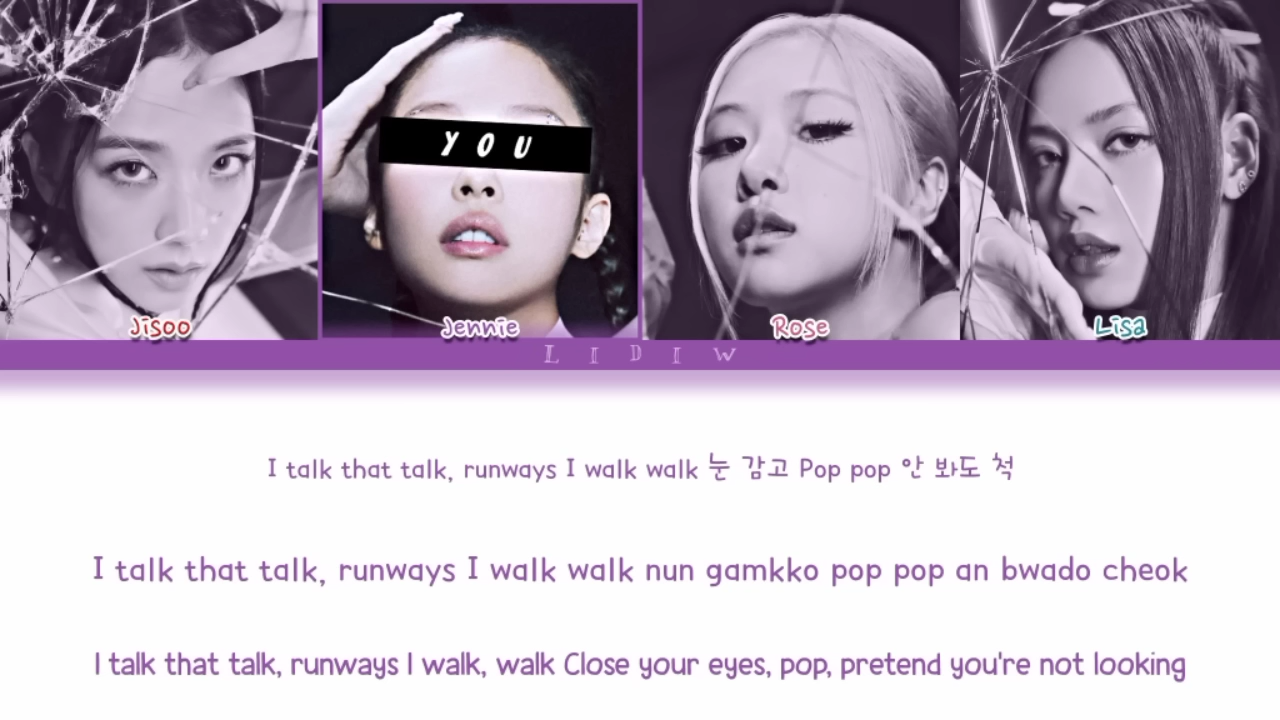 YOU
Jisoo
Jennie
Rose
Lisa
LIDIW
I talk that talk, runways I walk walk 눈 감고 Pop pop 안 봐도 척
I talk that talk, runways I walk walk nun gamkko pop pop an bwado cheok
I talk that talk, runways I walk, walk Close your eyes, pop, pretend you're not looking